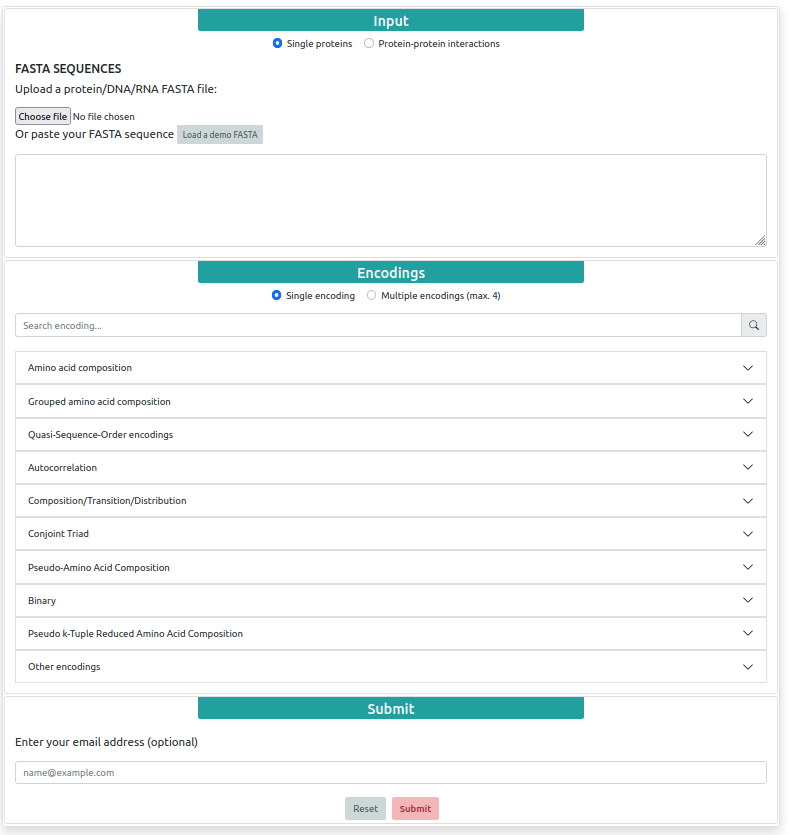 Input
Single proteins Protein-protein interactions
FASTA SEQUENCES
Upload a protein/DNA/RNA FASTA file:
Choose file No file chosen
Or paste your FASTA sequence Load a demo FASTA
Encodings
Single encoding Multiple encodings (max. 4)
Search encoding...
Amino acid composition
Grouped amino acid composition
Quasi-Sequence-Order encodings
Autocorrelation
Composition/Transition/Distribution
Conjoint Triad
Pseudo-Amino Acid Composition
Binary
Pseudo k-Tuple Reduced Amino Acid Composition
Other encodings
Submit
Enter your email address (optional)
name@example.com
Reset Submit